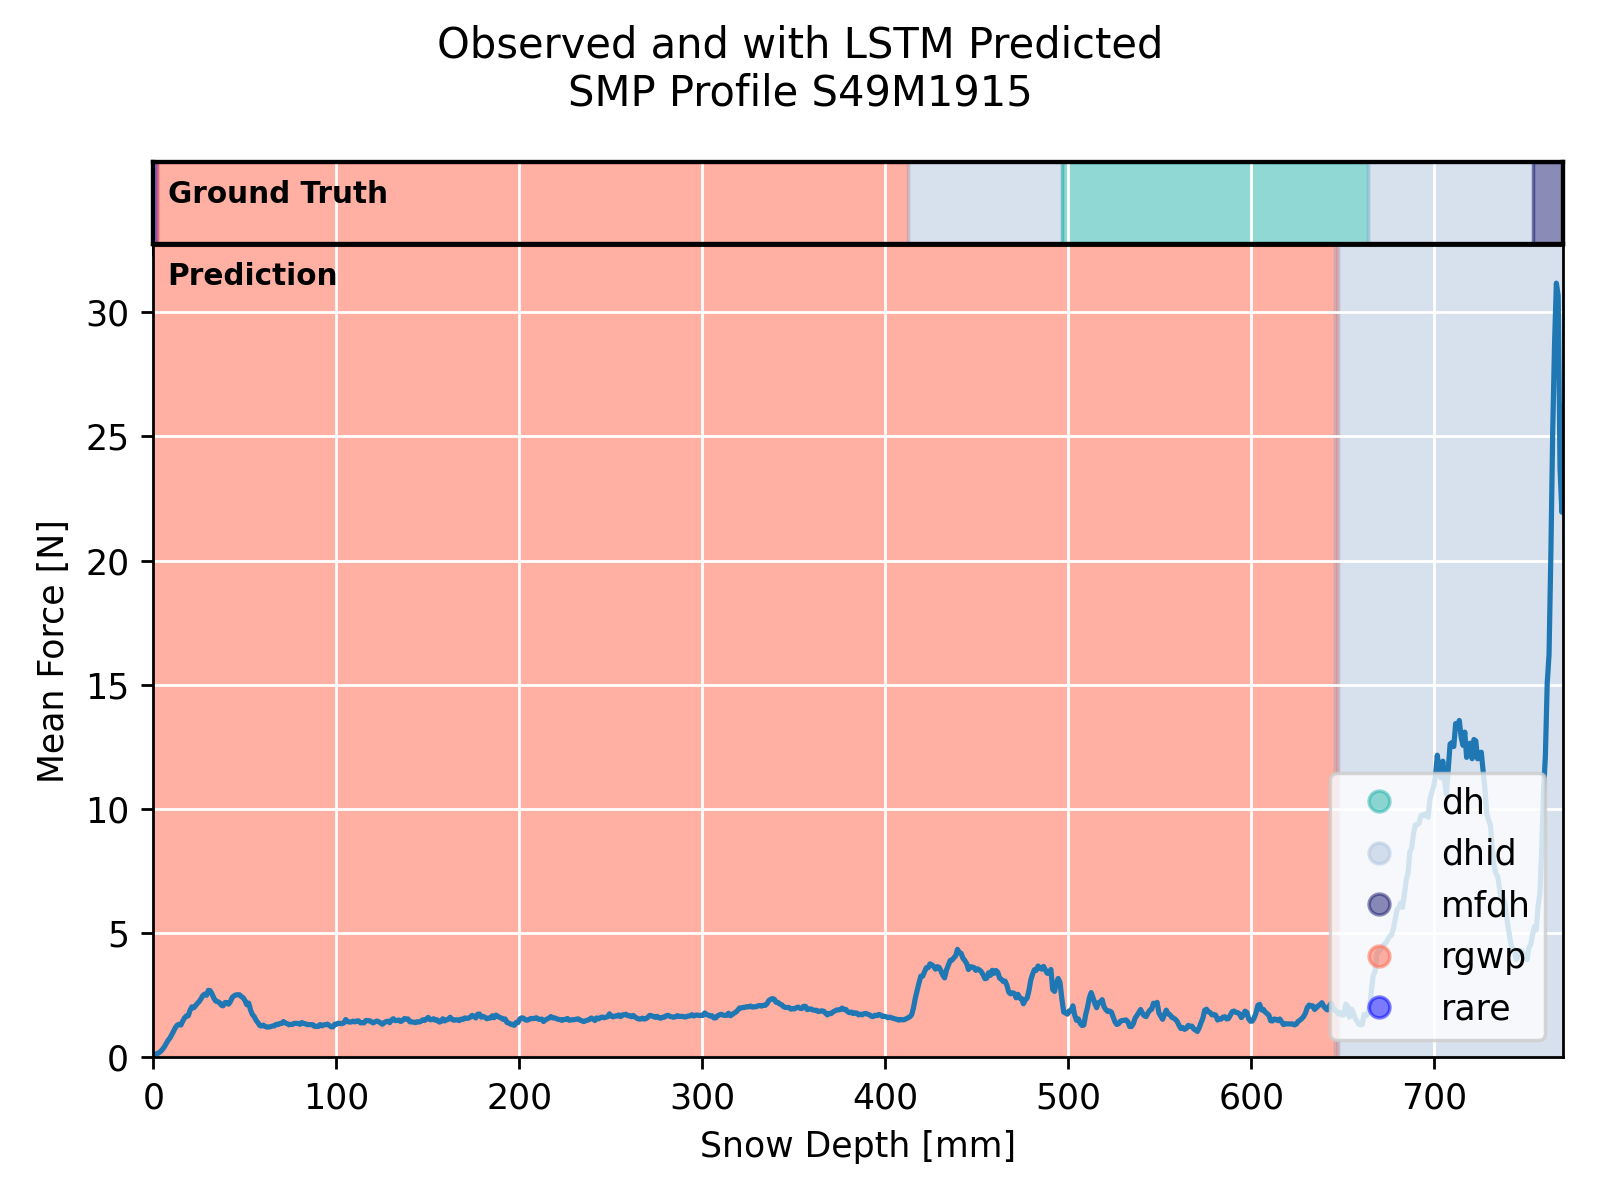 Observed and with LSTM Predicted
SMP Profile S49M1915
Ground Truth
Prediction
Mean Force [N]
30
25
20
15
10
5
0
0 100 200 300 400 500 600 700
Snow Depth [mm]
dh
dhid
mfdh
rgwp
rare